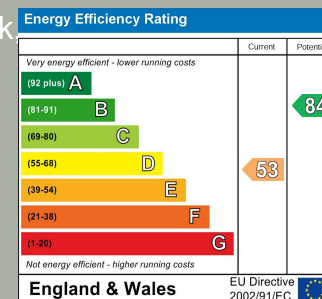 k
Energy Efficiency Rating
Current Potenti
Very energy efficient - lower running costs
(92 plus) A
(81-91) B
84
(69-80) C
(55-68) D
53
(39-54) E
(21-38) F
(1-20) G
Not energy efficient - higher running costs
England & Wales
EU Directive
2002/91/EC